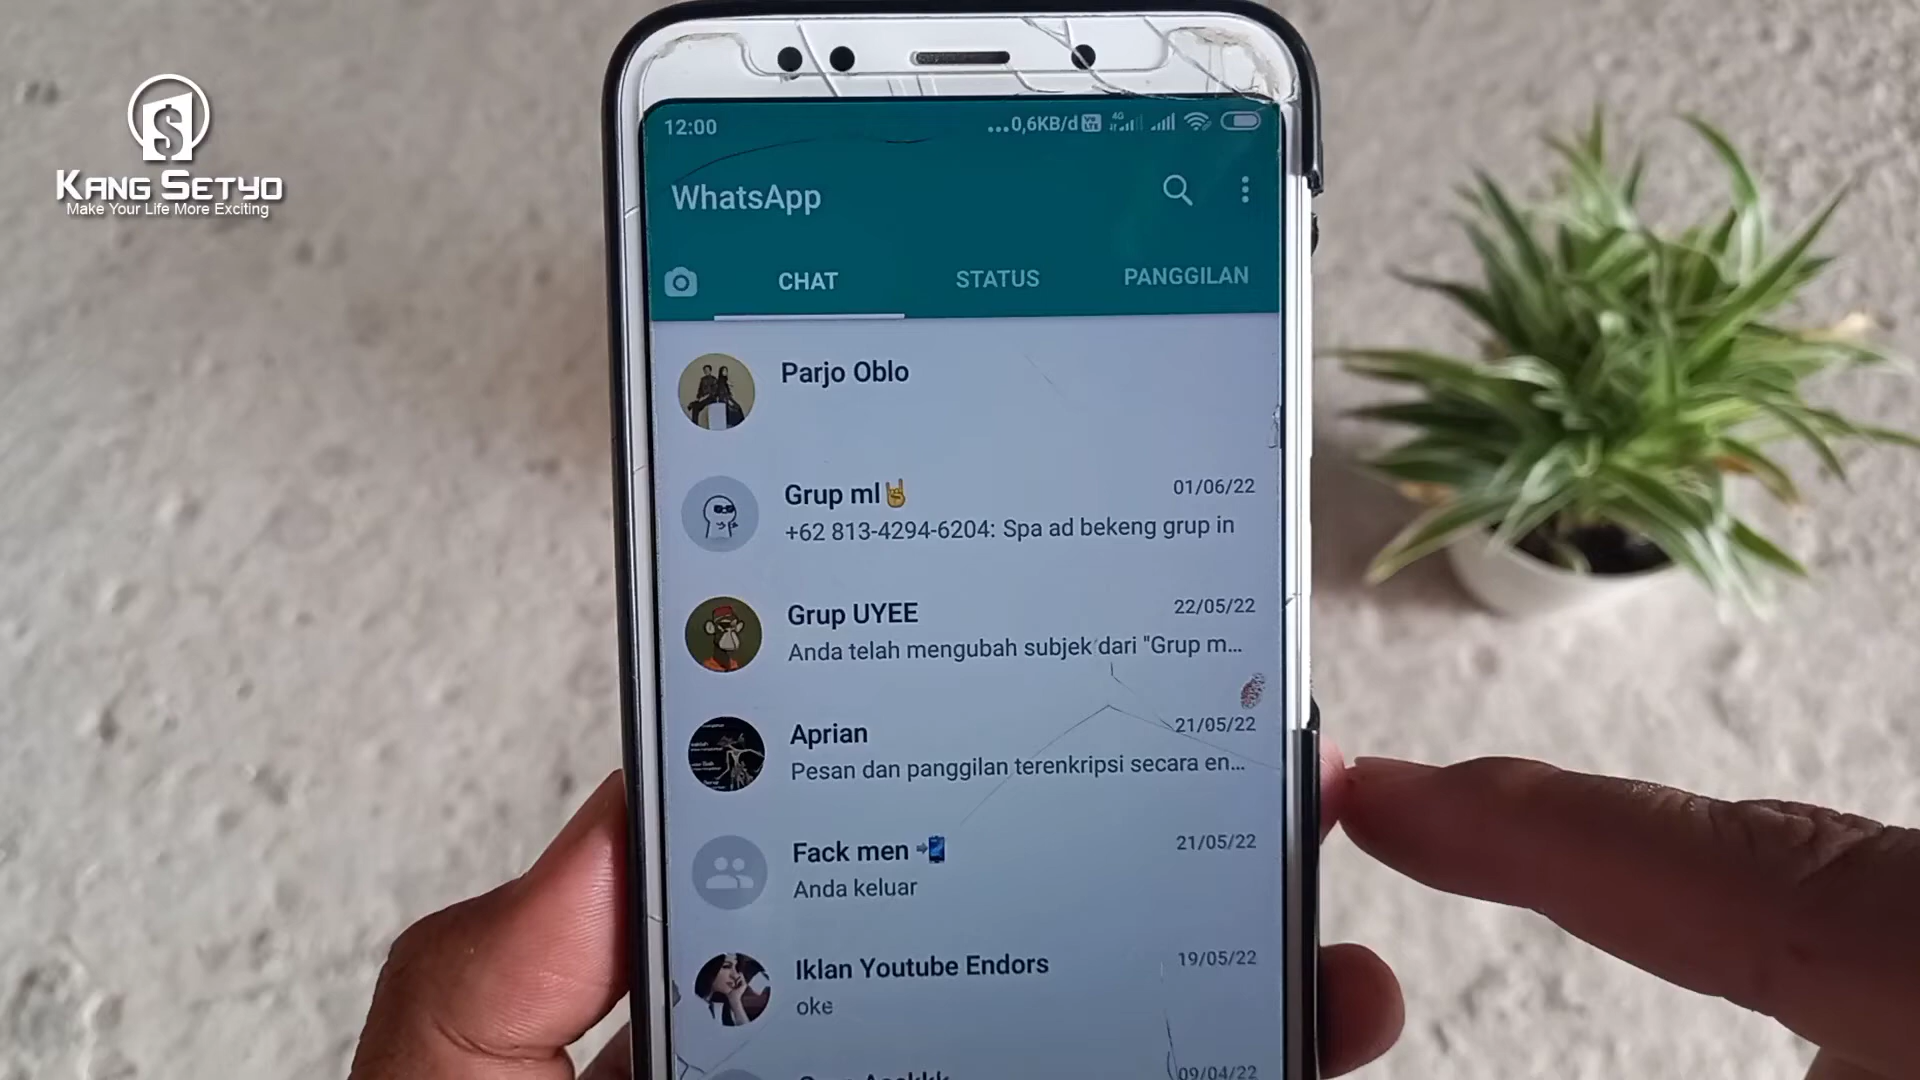 KANG SETYO
Make Your Life More Exciting
12:00
...0,6KB/d
4G
WhatsApp
CHAT
STATUS
PANGGILAN
Parjo Oblo
Grup ml🤘
01/06/22
+62 813-4294-6204: Spa ad bekeng grup in
Grup UYEE
22/05/22
Anda telah mengubah subjek dari "Grup m...
Aprian
21/05/22
Pesan dan panggilan terenkripsi secara en...
Fack men 📲
21/05/22
Anda keluar
Iklan Youtube Endors
19/05/22
oke
09/04/22